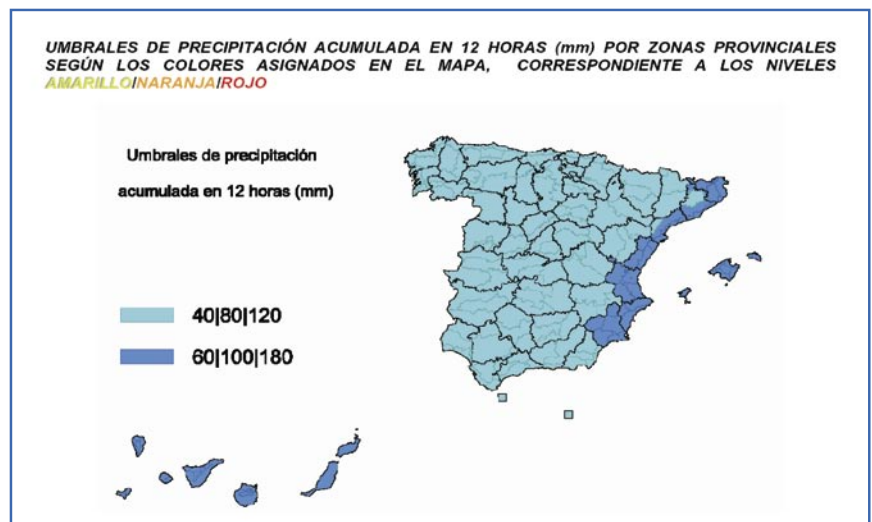 UMBRALES DE PRECIPITACIÓN ACUMULADA EN 12 HORAS (mm) POR ZONAS PROVINCIALES
SEGÚN LOS COLORES ASIGNADOS EN EL MAPA, CORRESPONDIENTE A LOS NIVELES
AMARILLO/NARANJA/ROJO
Umbrales de precipitación
acumulada en 12 horas (mm)
40|80|120
60|100|180